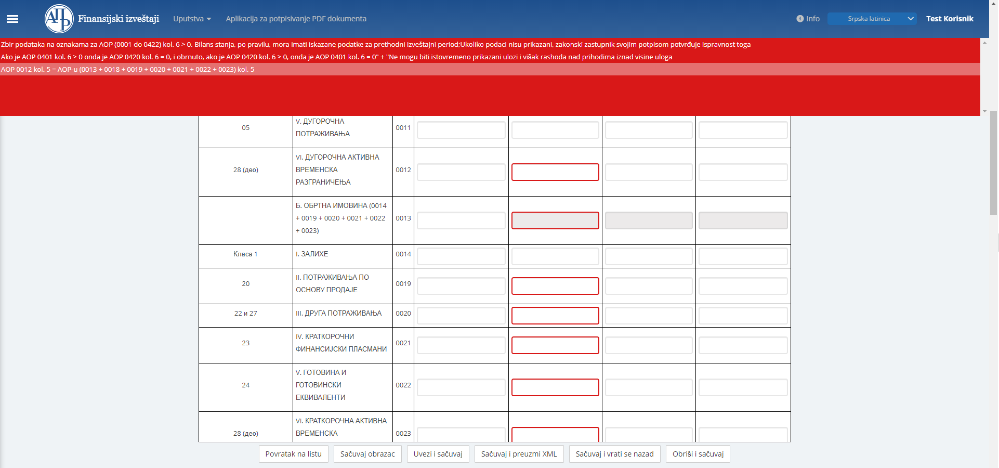 АПР Finansijski izveštaji Uputstva Aplikacija za potpisivanje PDF dokumenta Info Srpska latinica Test Korisnik
Zbir podataka na oznakama za AOP (0001 do 0422) kol. 6 > 0. Bilans stanja, po pravilu, mora imati iskazane podatke za prethodni izveštajni period;Ukoliko podaci nisu prikazani, zakonski zastupnik svojim potpisom potvrđuje ispravnost toga
Ako je AOP 0401 kol. 6 > 0 onda je AOP 0420 kol. 6 = 0, i obrnuto, ako je AOP 0420 kol. 6 > 0, onda je AOP 0401 kol. 6 = 0" + "Ne mogu biti istovremeno prikazani ulozi i višak rashoda nad prihodima iznad visine uloga
AOP 0012 kol. 5 = AOP-u (0013 + 0018 + 0019 + 0020 + 0021 + 0022 + 0023) kol. 5
05
V. ДУГОРОЧНА
ПОТРАЖИВАЊА
0011
28 (део)
VI. ДУГОРОЧНА АКТИВНА
ВРЕМЕНСКА
РАЗГРАНИЧЕЊА
0012
Б. ОБРТНА ИМОВИНА (0014
+ 0019 + 0020 + 0021 + 0022
+ 0023)
0013
Класа 1
I. ЗАЛИХЕ
0014
20
II. ПОТРАЖИВАЊА ПО
ОСНОВУ ПРОДАЈЕ
0019
22 и 27
III. ДРУГА ПОТРАЖИВАЊА
0020
23
IV. КРАТКОРОЧНИ
ФИНАНСИЈСКИ ПЛАСМАНИ
0021
24
V. ГОТОВИНА И
ГОТОВИНСКИ
ЕКВИВАЛЕНТИ
0022
28 (део)
VI. КРАТКОРОЧНА АКТИВНА
ВРЕМЕНСКА
0023
Povratak na listu Sačuvaj obrazac Uvezi i sačuvaj Sačuvaj i preuzmi XML Sačuvaj i vrati se nazad Obriši i sačuvaj